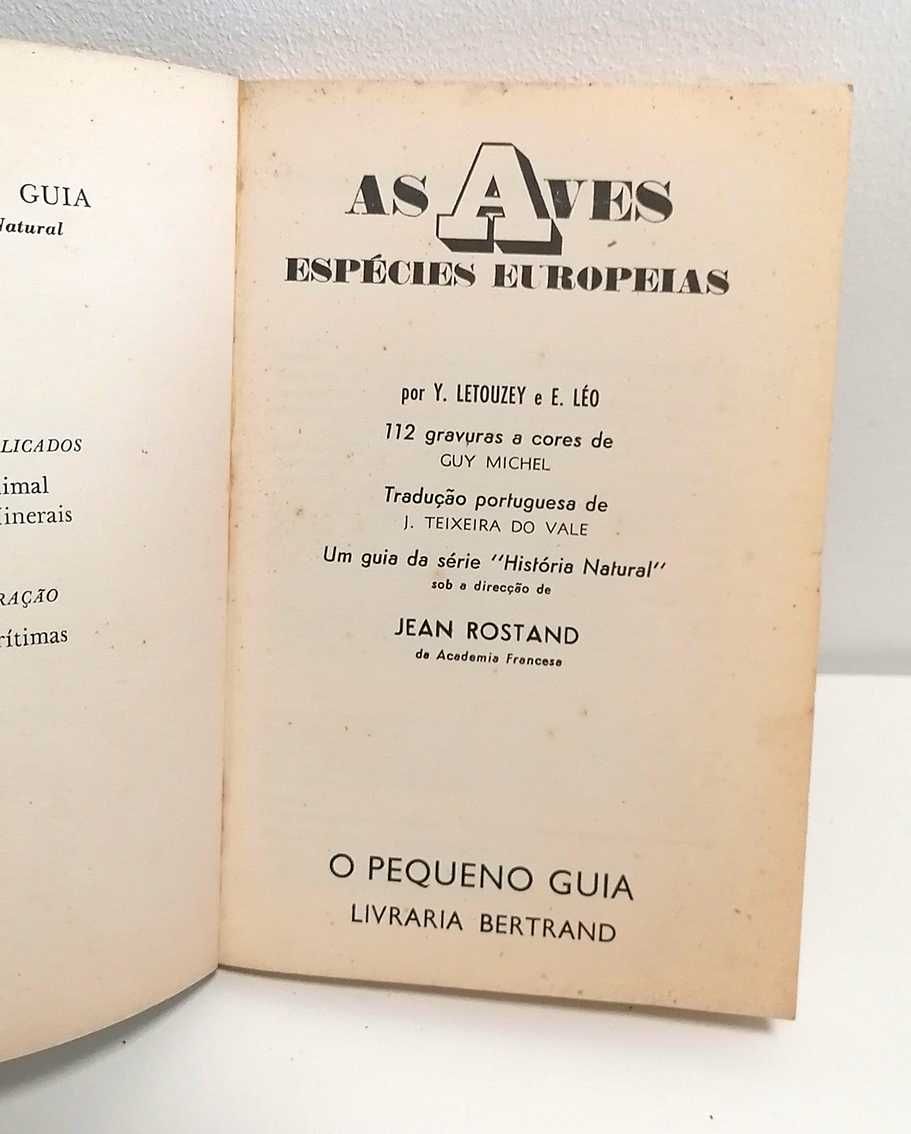 GUIA
Natural
LICADOS
imal
inerais
RAÇÃO
rítimas
AS AVES
ESPÉCIES EUROPEIAS
por Y. LETOUZEY e E. LÉO
112 gravuras a cores de
GUY MICHEL
Tradução portuguesa de
J. TEIXEIRA DO VALE
Um guia da série "História Natural"
sob a direcção de
JEAN ROSTAND
da Academia Francesa
O PEQUENO GUIA
LIVRARIA BERTRAND